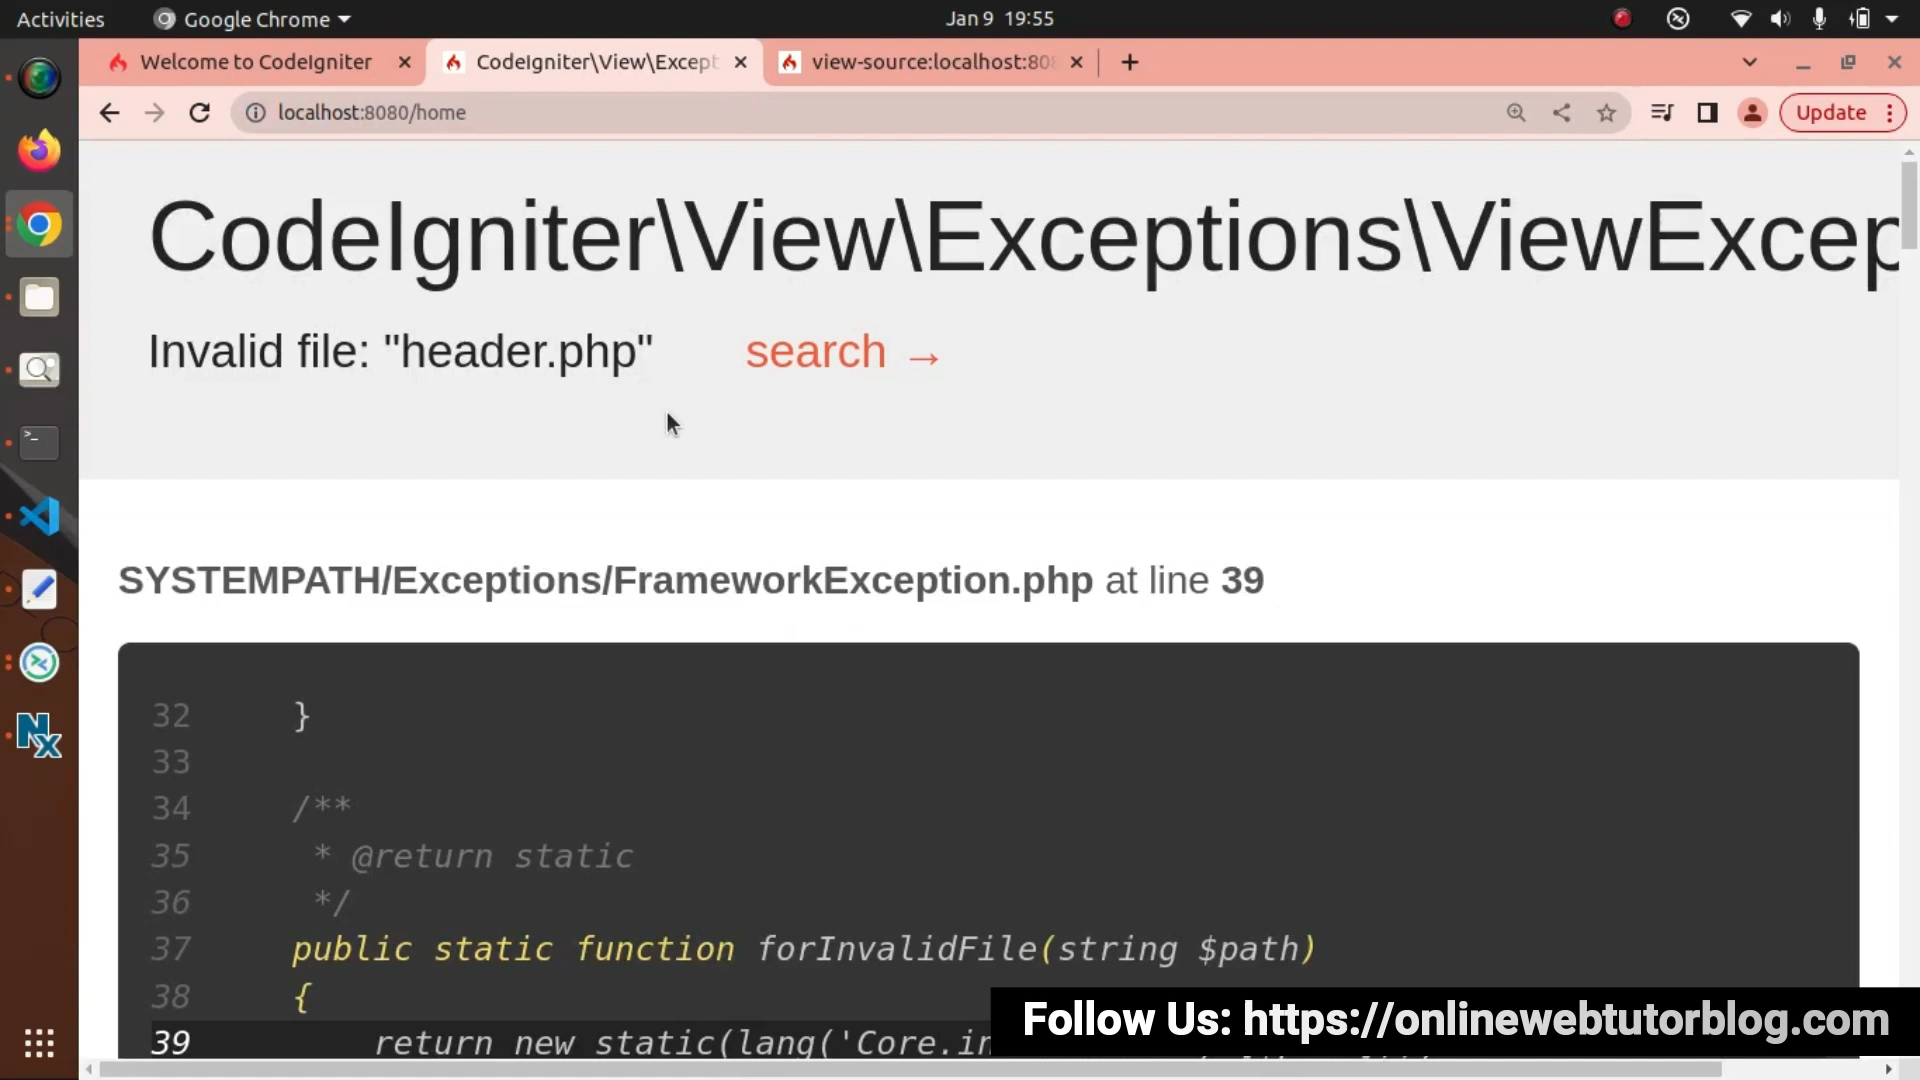 Activities Google Chrome Jan 9 19:55
Welcome to CodeIgniter CodeIgniter\View\Except view-source:localhost:808
localhost:8080/home Update
CodeIgniter\View\Exceptions\ViewExcep
Invalid file: "header.php" search →
SYSTEMPATH/Exceptions/FrameworkException.php at line 39
32 }
33
34 /**
35 * @return static
36 */
37 public static function forInvalidFile(string $path)
38 {
39 return new static(lang('Core.in
Follow Us: https://onlinewebtutorblog.com